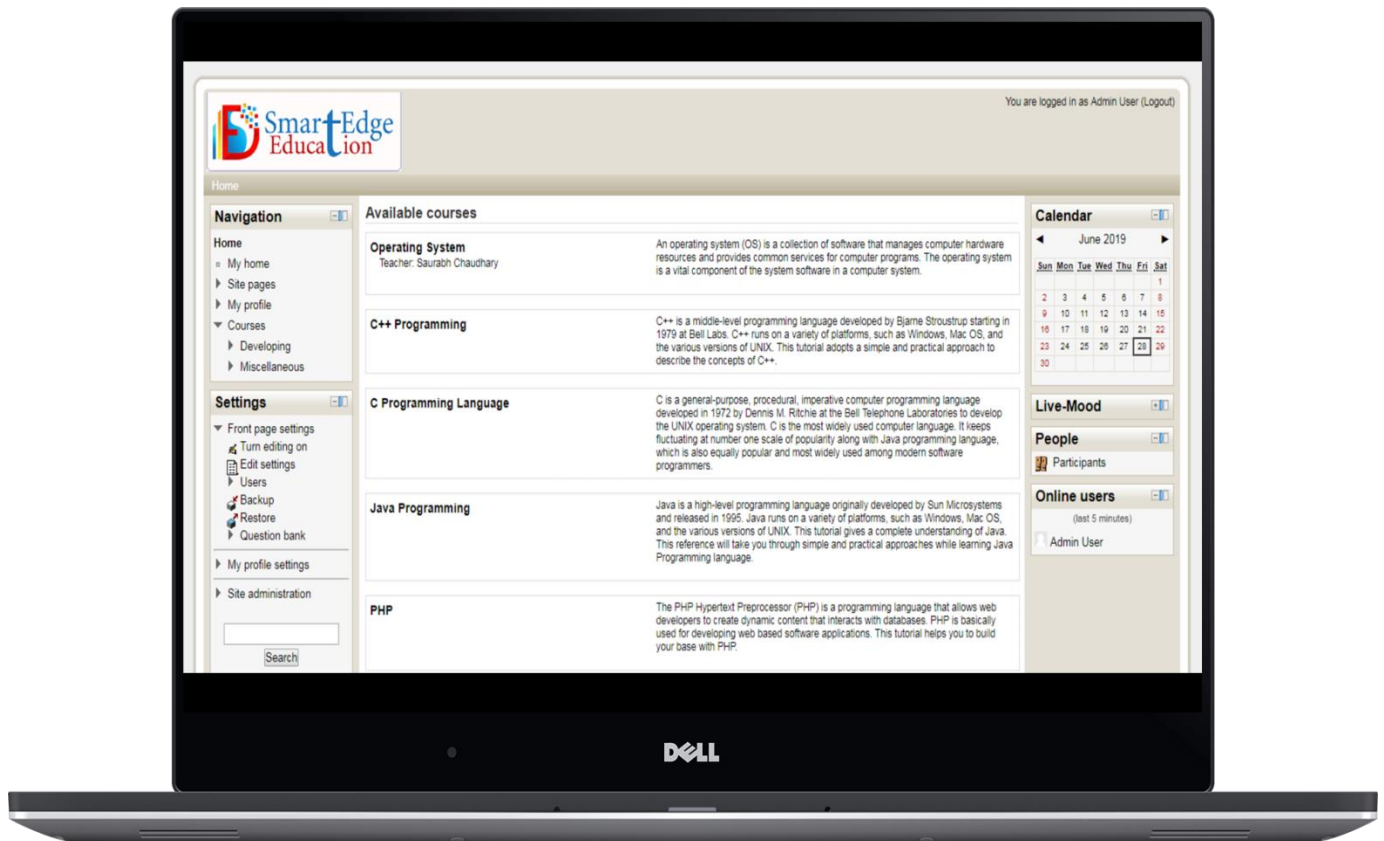 You are logged in as Admin User (Logout)
SmartEdge
Education
Home
Navigation
Home
My home
Site pages
My profile
Courses
Developing
Miscellaneous
Settings
Front page settings
Turn editing on
Edit settings
Users
Backup
Restore
Question bank
My profile settings
Site administration
Search
Available courses
Operating System
Teacher: Saurabh Chaudhary
An operating system (OS) is a collection of software that manages computer hardware
resources and provides common services for computer programs. The operating system
is a vital component of the system software in a computer system.
C++ Programming
C++ is a middle-level programming language developed by Bjarne Stroustrup starting in
1979 at Bell Labs. C++ runs on a variety of platforms, such as Windows, Mac OS, and
the various versions of UNIX. This tutorial adopts a simple and practical approach to
describe the concepts of C++.
C Programming Language
C is a general-purpose, procedural, imperative computer programming language
developed in 1972 by Dennis M. Ritchie at the Bell Telephone Laboratories to develop
the UNIX operating system. C is the most widely used computer language. It keeps
fluctuating at number one scale of popularity along with Java programming language,
which is also equally popular and most widely used among modern software
programmers.
Java Programming
Java is a high-level programming language originally developed by Sun Microsystems
and released in 1995. Java runs on a variety of platforms, such as Windows, Mac OS,
and the various versions of UNIX. This tutorial gives a complete understanding of Java.
This reference will take you through simple and practical approaches while learning Java
Programming language.
PHP
The PHP Hypertext Preprocessor (PHP) is a programming language that allows web
developers to create dynamic content that interacts with databases. PHP is basically
used for developing web based software applications. This tutorial helps you to build
your base with PHP.
Calendar
June 2019
Sun Mon Tue Wed Thu Fri Sat
1
2 3 4 5 6 7 8
9 10 11 12 13 14 15
16 17 18 19 20 21 22
23 24 25 26 27 28 29
30
Live-Mood
People
Participants
Online users
(last 5 minutes)
Admin User
DELL